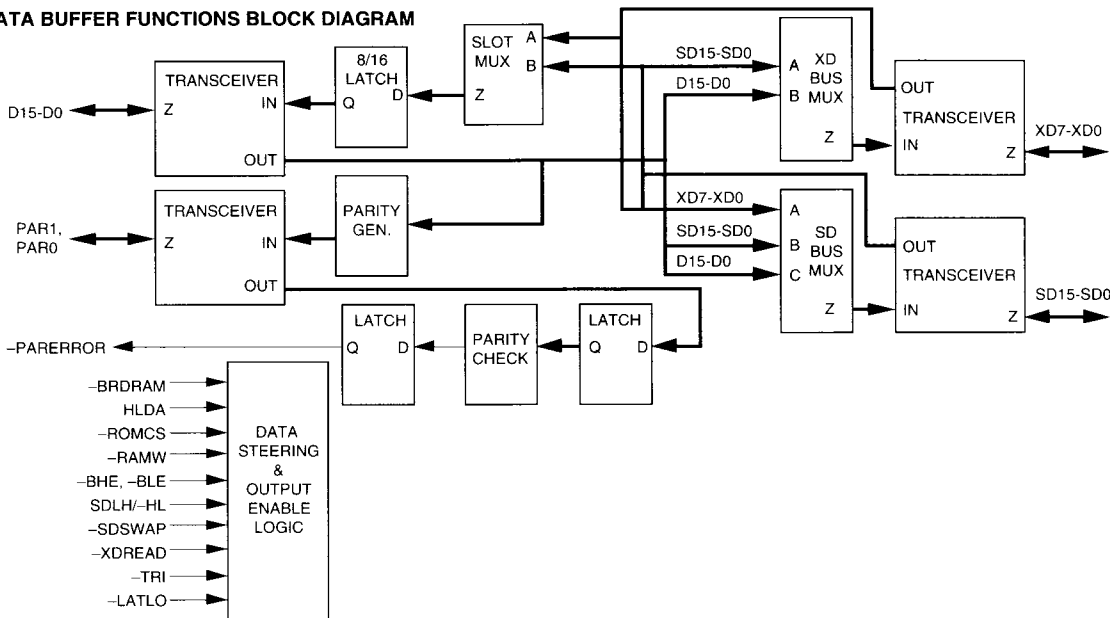 ATA BUFFER FUNCTIONS BLOCK DIAGRAM
D15-D0
TRANSCEIVER
Z
IN
OUT
8/16
LATCH
Q
D
SLOT
MUX
A
B
Z
SD15-SD0
D15-D0
A
B
XD
BUS
MUX
Z
OUT
TRANSCEIVER
IN
Z
XD7-XD0
PAR1,
PAR0
TRANSCEIVER
Z
IN
OUT
PARITY
GEN.
XD7-XD0
SD15-SD0
D15-D0
A
B
C
SD
BUS
MUX
Z
OUT
TRANSCEIVER
IN
Z
SD15-SD0
–PARERROR
LATCH
Q
D
PARITY
CHECK
LATCH
Q
D
–BRDRAM
HLDA
–ROMCS
–RAMW
–BHE, –BLE
SDLH/–HL
–SDSWAP
–XDREAD
–TRI
–LATLO
DATA
STEERING
&
OUTPUT
ENABLE
LOGIC